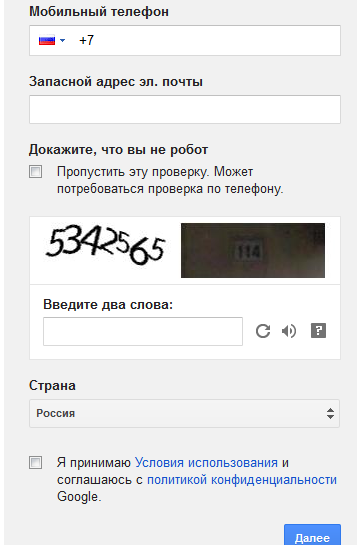 Мобильный телефон
+7
Запасной адрес эл. почты
Докажите, что вы не робот
Пропустить эту проверку. Может
потребоваться проверка по телефону.
5342565 114
Введите два слова:
?
Страна
Россия
Я принимаю Условия использования и
соглашаюсь с политикой конфиденциальности
Google.
Далее